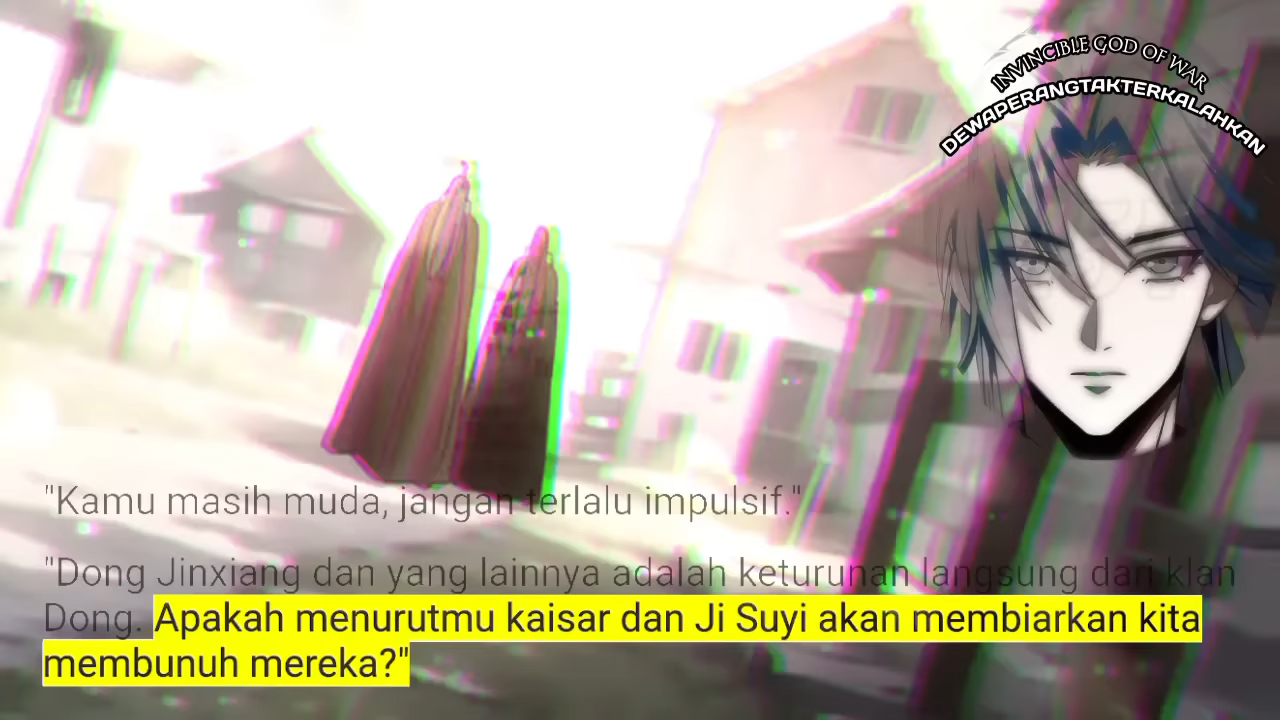 INVINCIBLE GOD OF WAR
DEWAPERANGTAKTERKALAHKAN
"Kamu masih muda, jangan terlalu impulsif."
"Dong Jinxiang dan yang lainnya adalah keturunan langsung dari klan
Dong. Apakah menurutmu kaisar dan Ji Suyi akan membiarkan kita
membunuh mereka?"